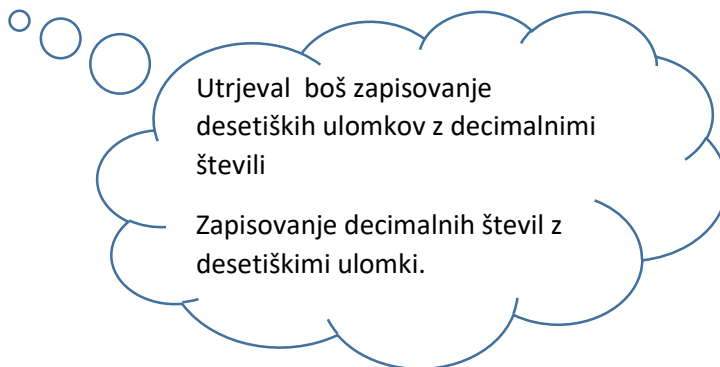 Utrjeval  boš zapisovanje
desetiških ulomkov z decimalnimi
števili
Zapisovanje decimalnih števil z
desetiškimi ulomki.